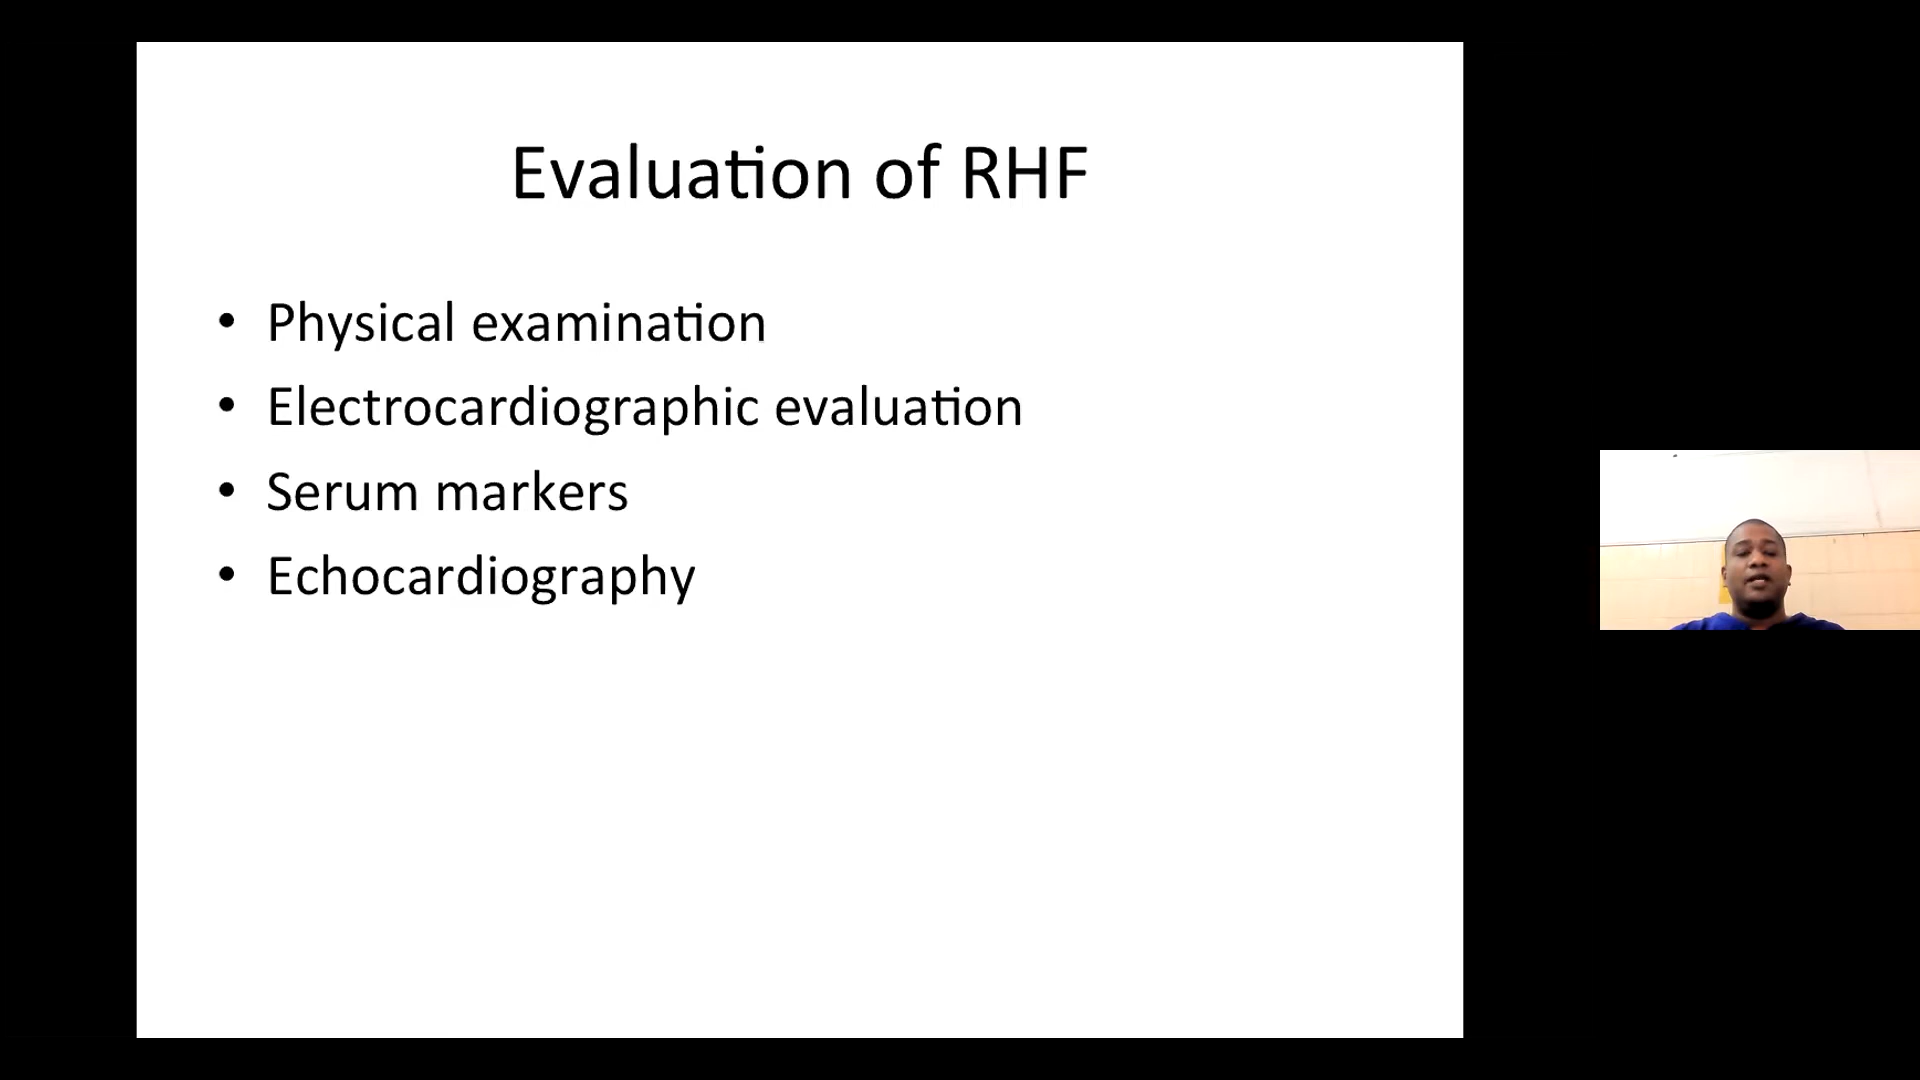 Evaluation of RHF
• Physical examination
• Electrocardiographic evaluation
• Serum markers
• Echocardiography